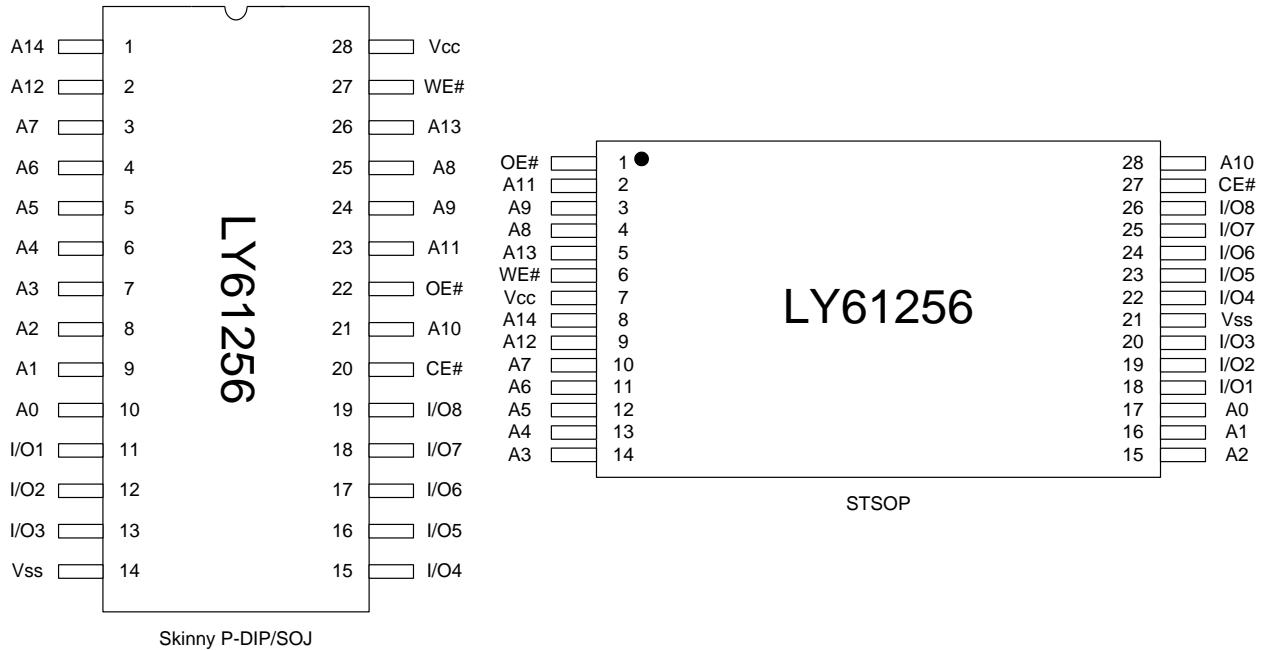 A14 1 28 Vcc
A12 2 27 WE#
A7 3 26 A13
A6 4 25 A8
A5 5 24 A9
A4 6 23 A11
A3 7 22 OE#
A2 8 21 A10
A1 9 20 CE#
A0 10 19 I/O8
I/O1 11 18 I/O7
I/O2 12 17 I/O6
I/O3 13 16 I/O5
Vss 14 15 I/O4
LY61256
Skinny P-DIP/SOJ
OE# 1 28 A10
A11 2 27 CE#
A9 3 26 I/O8
A8 4 25 I/O7
A13 5 24 I/O6
WE# 6 23 I/O5
Vcc 7 22 I/O4
A14 8 21 Vss
A12 9 20 I/O3
A7 10 19 I/O2
A6 11 18 I/O1
A5 12 17 A0
A4 13 16 A1
A3 14 15 A2
LY61256
STSOP